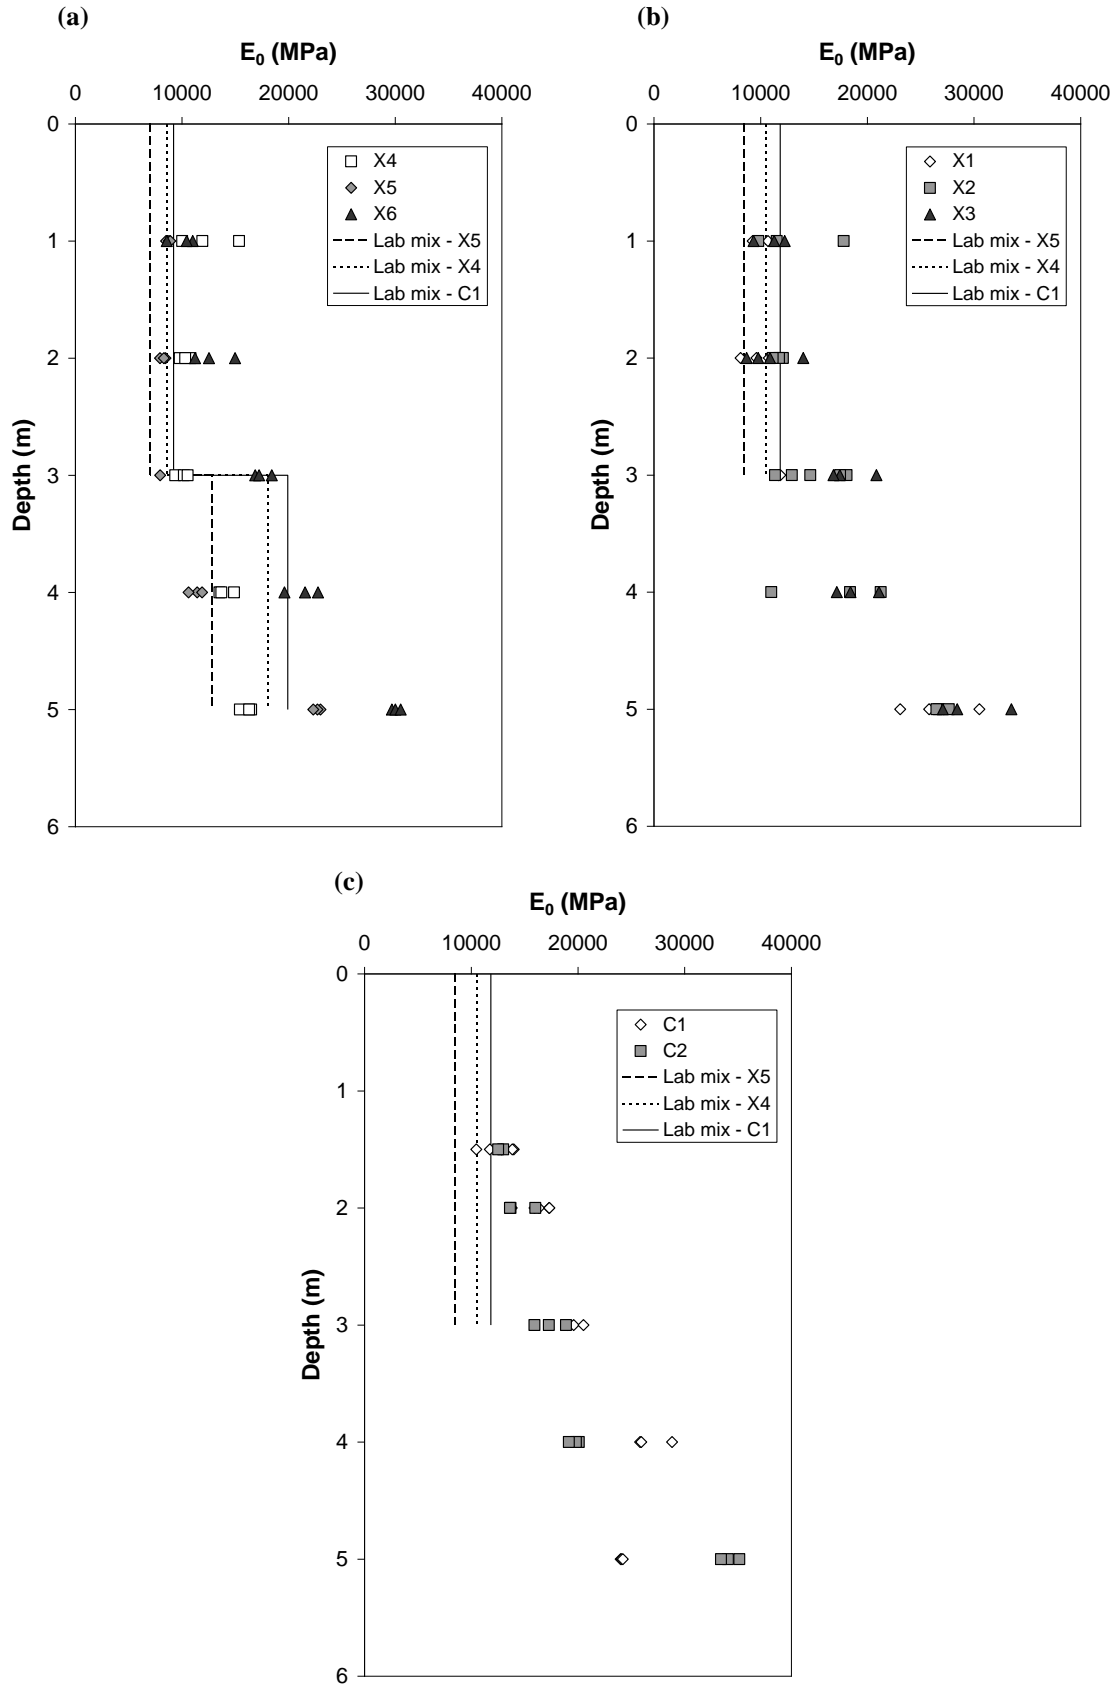 (a)
E0 (MPa)
0 10000 20000 30000 40000
0
1
2
3
4
5
6
Depth (m)
X4
X5
X6
Lab mix - X5
Lab mix - X4
Lab mix - C1
(b)
E0 (MPa)
0 10000 20000 30000 40000
0
1
2
3
4
5
6
Depth (m)
X1
X2
X3
Lab mix - X5
Lab mix - X4
Lab mix - C1
(c)
E0 (MPa)
0 10000 20000 30000 40000
0
1
2
3
4
5
6
Depth (m)
C1
C2
Lab mix - X5
Lab mix - X4
Lab mix - C1